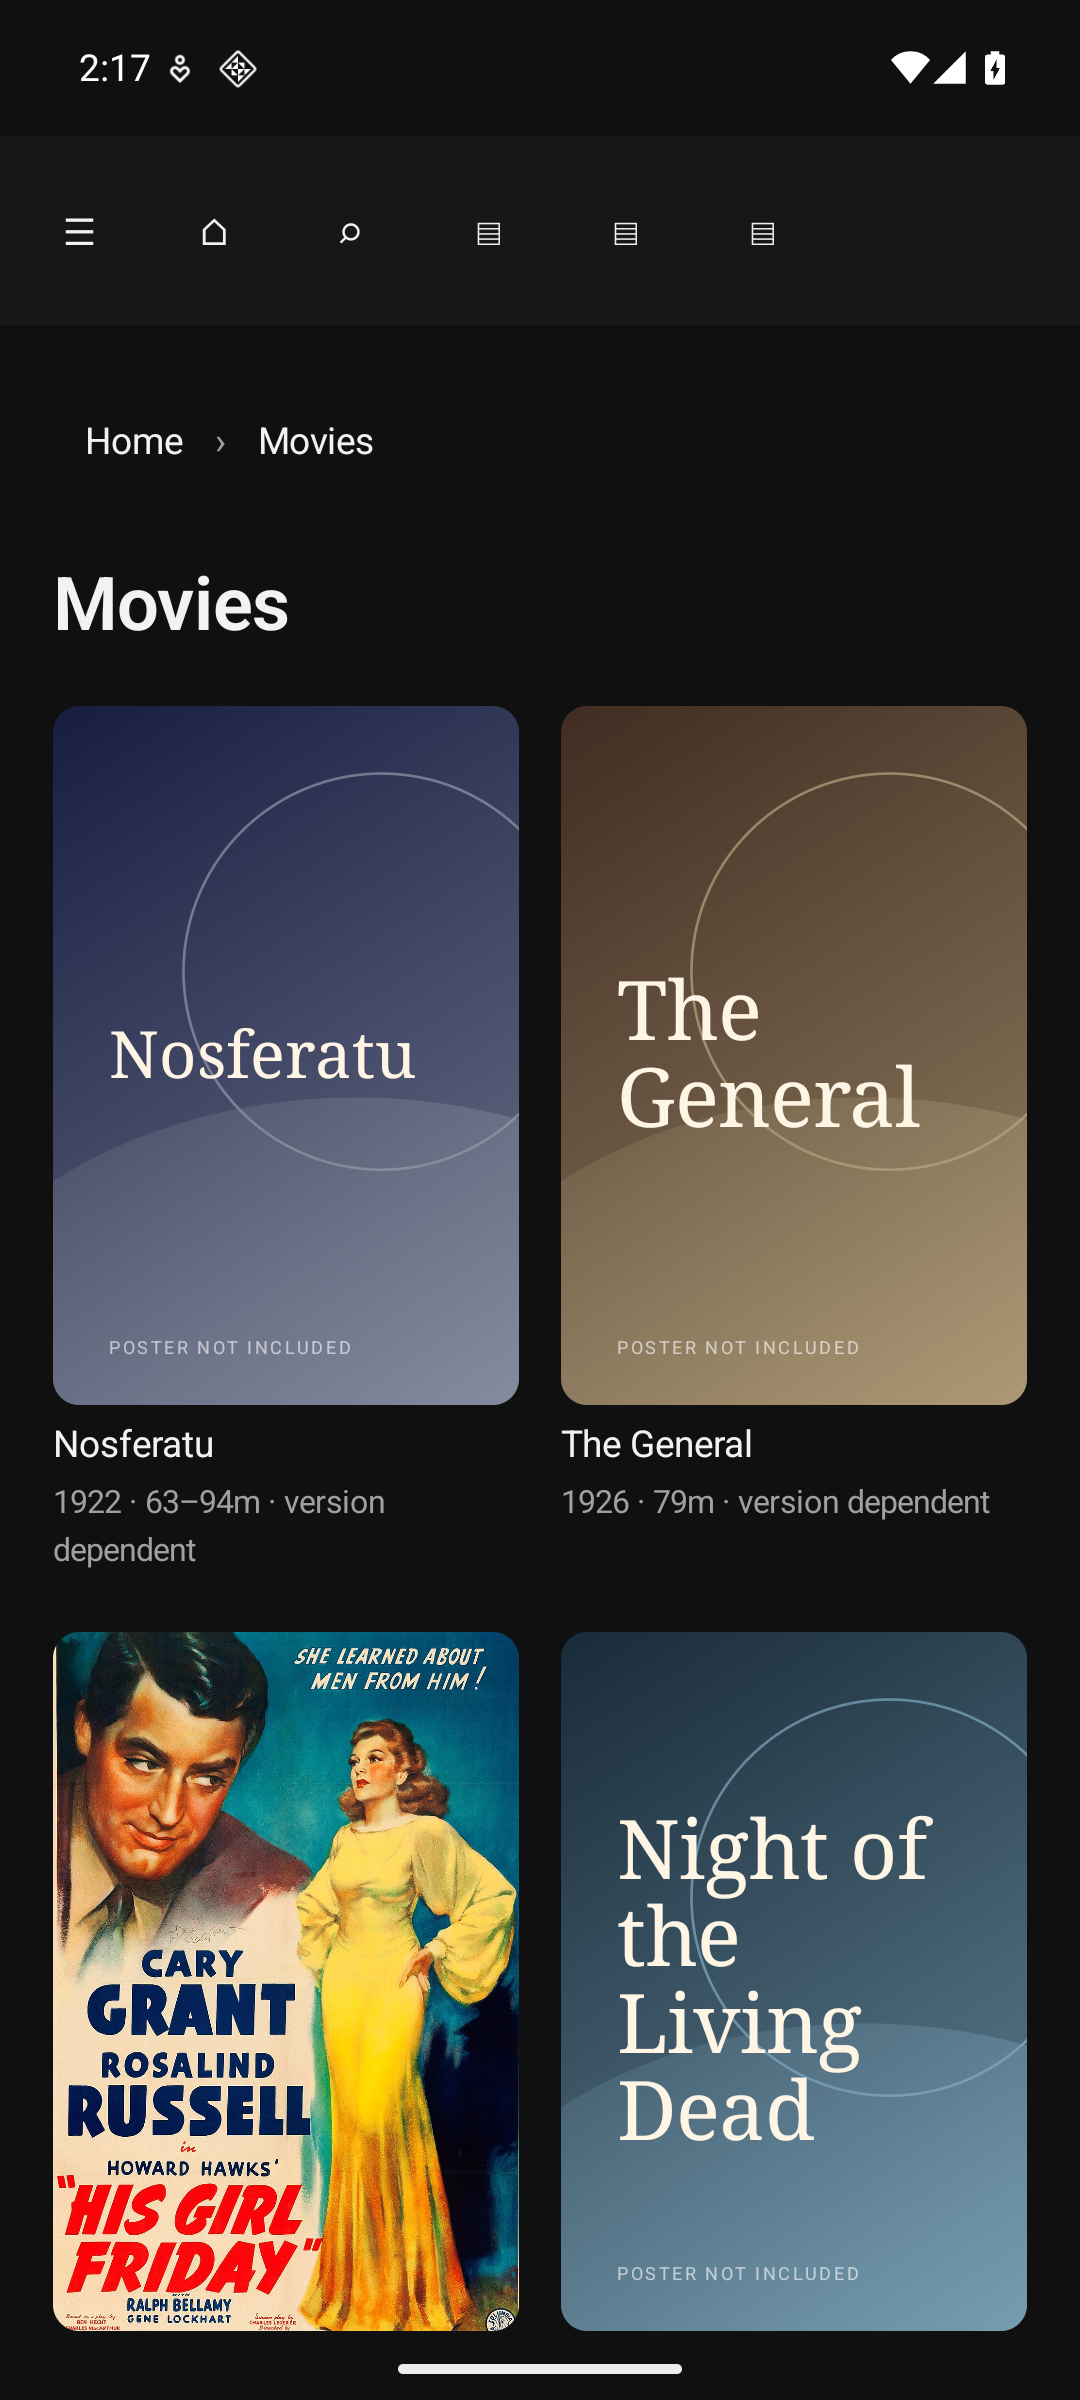 2:17
Home › Movies
Movies
Nosferatu
POSTER NOT INCLUDED
The
General
POSTER NOT INCLUDED
Nosferatu
1922 · 63–94m · version
dependent
The General
1926 · 79m · version dependent
SHE LEARNED ABOUT
MEN FROM HIM!
CARY
GRANT
ROSALIND
RUSSELL
in
HOWARD HAWKS'
"HIS GIRL
FRIDAY"
WITH
RALPH BELLAMY
GENE LOCKHART
Night of
the
Living
Dead
POSTER NOT INCLUDED